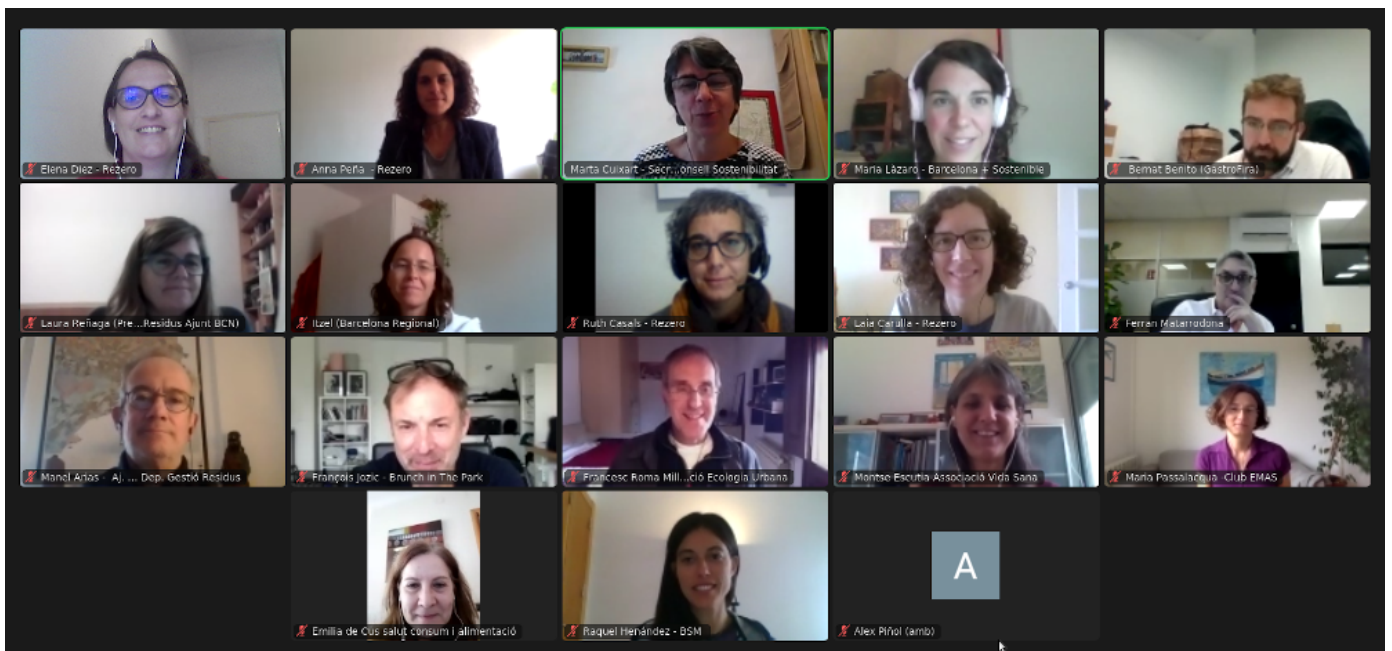 Elena Diez - Rezero
Anna Peña - Rezero
Marta Cuixart - Secr...onsell Sostenibilitat
Maria Lázaro - Barcelona + Sostenible
Bernat Benito (GastroFira)
Laura Reñaga (Pre...Residus Ajunt BCN)
Itzel (Barcelona Regional)
Ruth Casals - Rezero
Laia Carulla - Rezero
Ferran Matarrodona
Manel Arias - Aj. ... Dep. Gestió Residus
François Jozic - Brunch in The Park
Francesc Roma Mill...ció Ecologia Urbana
Montse Escutia-Associació Vida Sana
Maria Passalacqua -Club EMAS
Emilia de Cus salut consum i alimentació
Raquel Henández - BSM
A
Alex Piñol (amb)